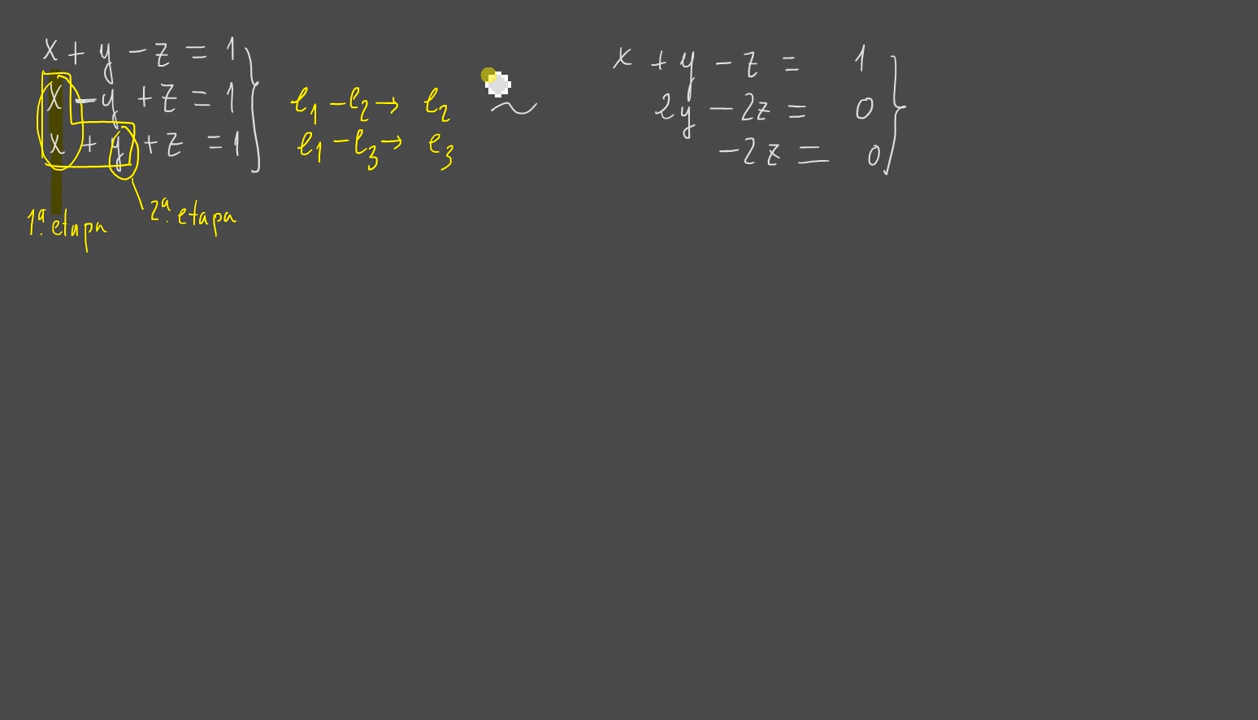 x + y - z = 1
x - y + z = 1
x + y + z = 1
e1 - e2 → e2
e1 - e3 → e3
~
1ª etapa
2ª etapa
x + y - z = 1
2y - 2z = 0
-2z = 0